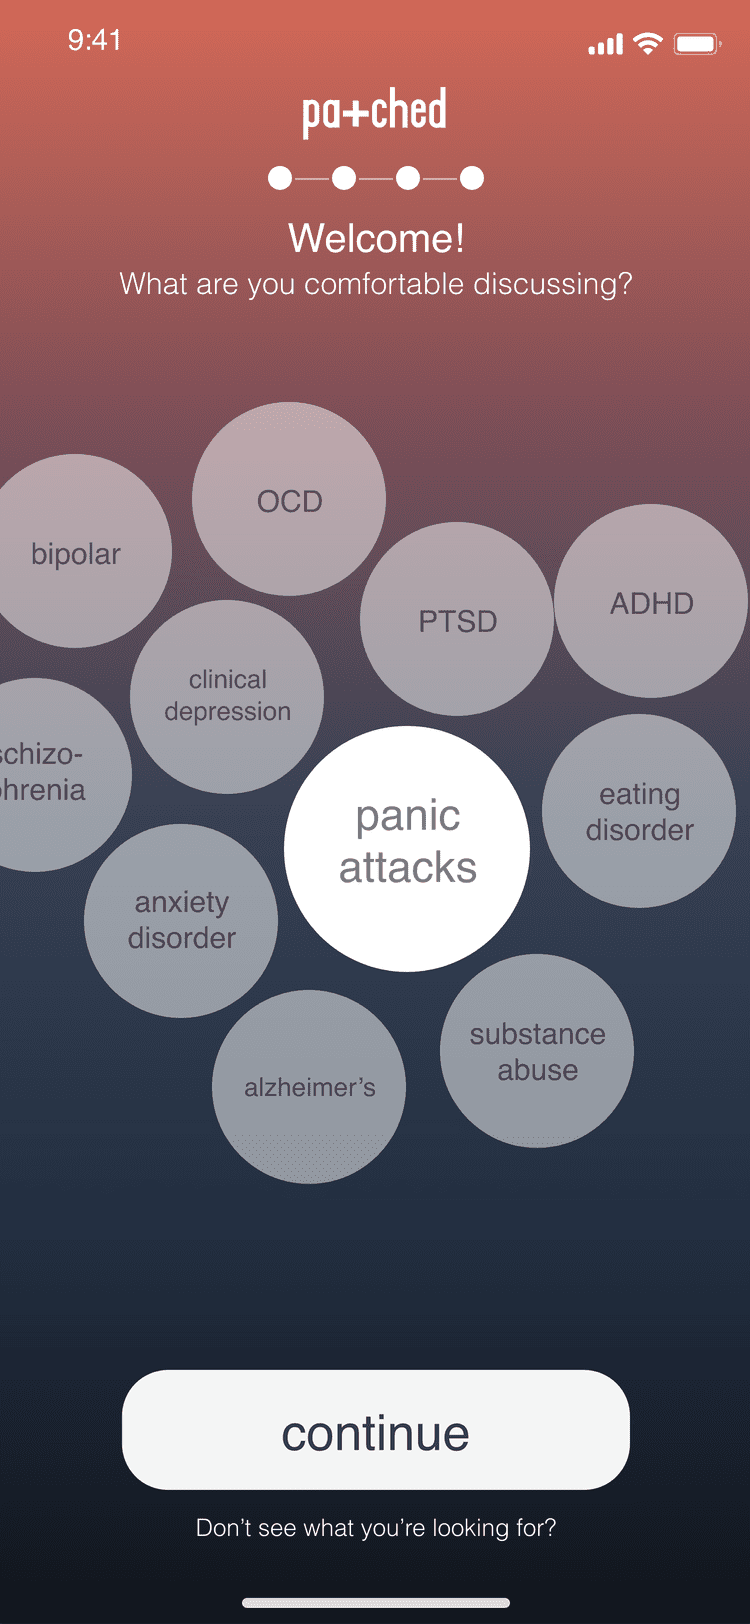 9:41
pa+ched
Welcome!
What are you comfortable discussing?
OCD
bipolar
PTSD
ADHD
clinical
depression
schizo-
phrenia
panic
attacks
eating
disorder
anxiety
disorder
substance
abuse
alzheimer's
continue
Don't see what you're looking for?